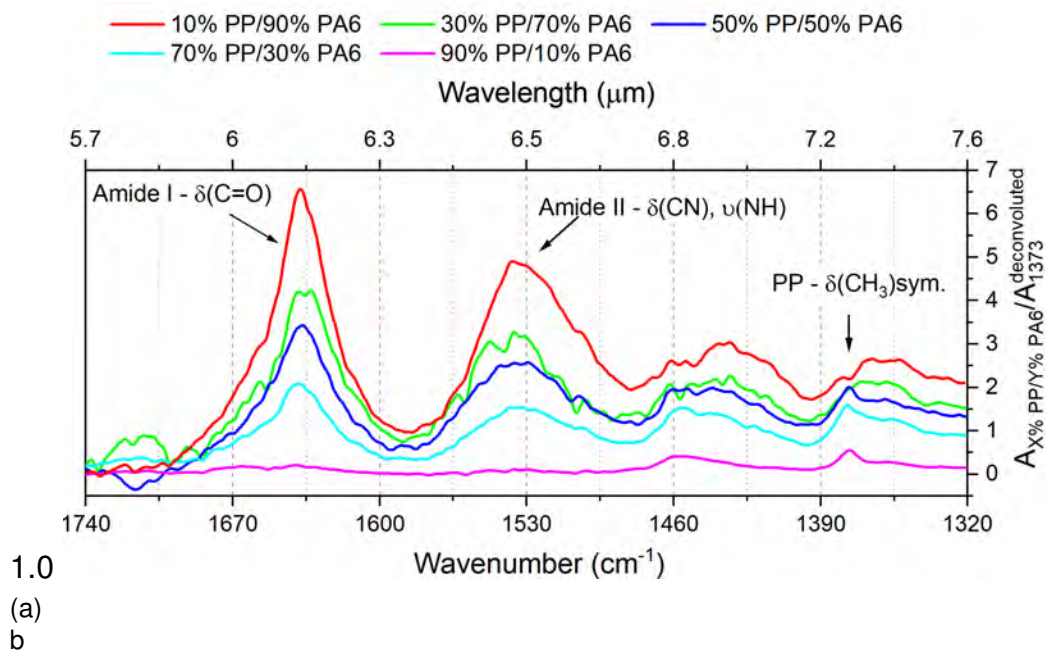 10% PP/90% PA6 30% PP/70% PA6 50% PP/50% PA6
70% PP/30% PA6 90% PP/10% PA6
Wavelength (μm)
5.7 6 6.3 6.5 6.8 7.2 7.6
Amide I - δ(C=O)
Amide II - δ(CN), υ(NH)
PP - δ(CH₃)sym.
7
6
5
4
3
2
1
0
A_X% PP/Y% PA6/A_1373^deconvoluted
1740 1670 1600 1530 1460 1390 1320
Wavenumber (cm⁻¹)
1.0
(a)
b